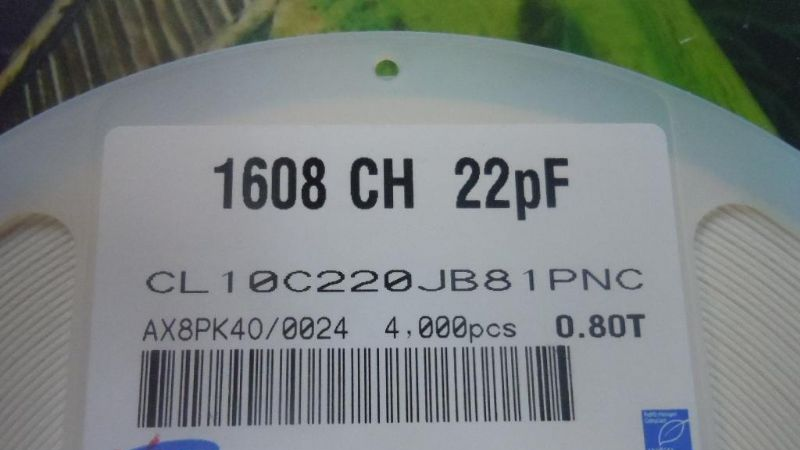 1608 CH 22pF
CL10C220JB81PNC
AX8PK40/0024 4,000pcs 0.80T